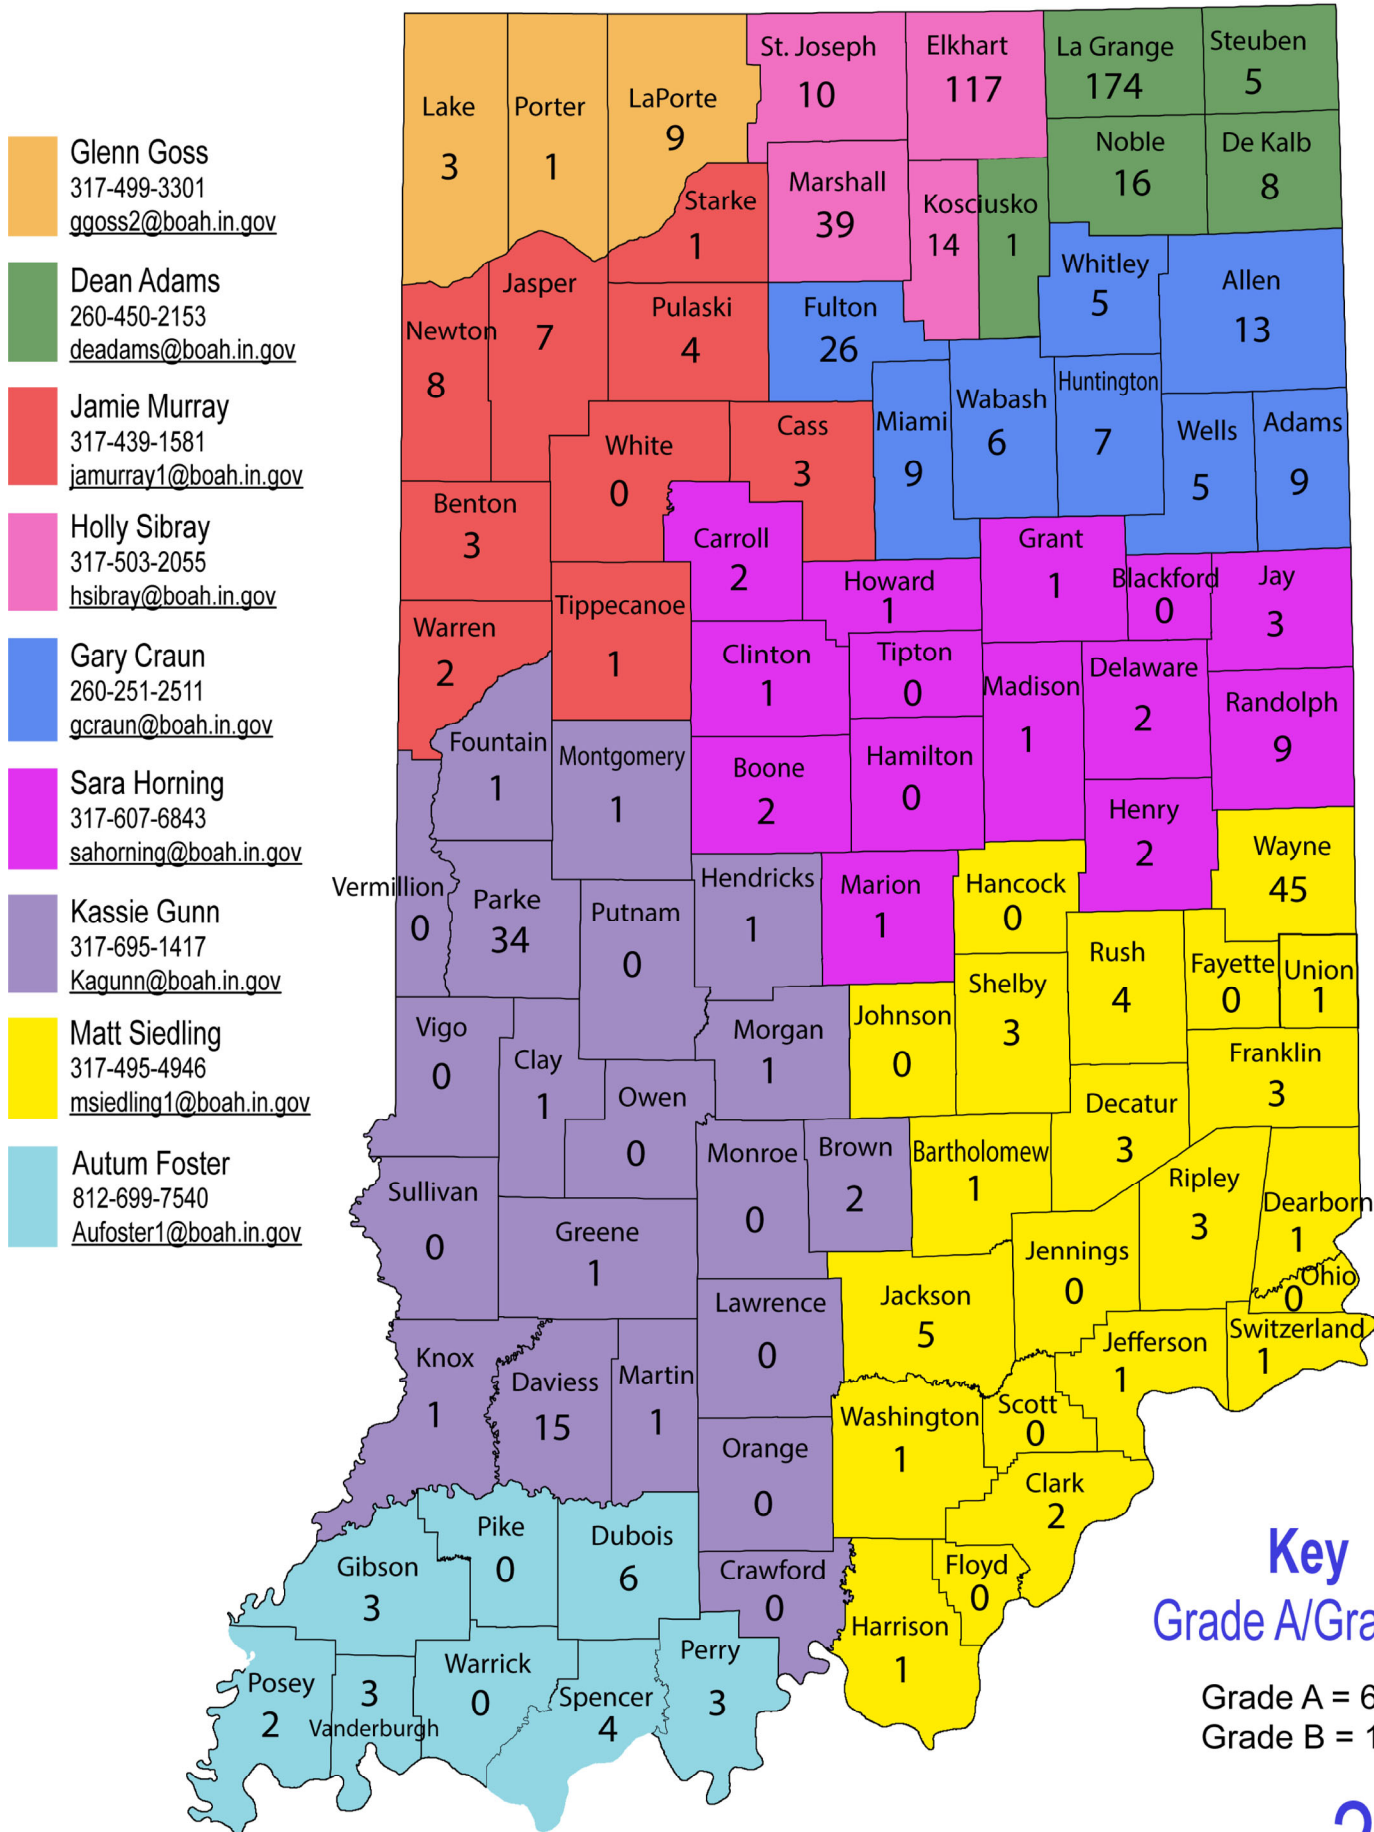 Glenn Goss
317-499-3301
ggoss2@boah.in.gov
Dean Adams
260-450-2153
deadams@boah.in.gov
Jamie Murray
317-439-1581
jamurray1@boah.in.gov
Holly Sibray
317-503-2055
hsibray@boah.in.gov
Gary Craun
260-251-2511
gcraun@boah.in.gov
Sara Horning
317-607-6843
sahorning@boah.in.gov
Kassie Gunn
317-695-1417
Kagunn@boah.in.gov
Matt Siedling
317-495-4946
msiedling1@boah.in.gov
Autum Foster
812-699-7540
Aufoster1@boah.in.gov
Lake
3
Porter
1
LaPorte
9
St. Joseph
10
Elkhart
117
La Grange
174
Steuben
5
Noble
16
De Kalb
8
Starke
1
Marshall
39
Kosciusko
14
1
Whitley
5
Allen
13
Newton
8
Jasper
7
Pulaski
4
Fulton
26
Miami
9
Wabash
6
Huntington
7
Wells
5
Adams
9
White
0
Cass
3
Benton
3
Carroll
2
Howard
1
Grant
1
Blackford
0
Jay
3
Warren
2
Tippecanoe
1
Clinton
1
Tipton
0
Madison
1
Delaware
2
Randolph
9
Fountain
1
Montgomery
1
Boone
2
Hamilton
0
Henry
2
Wayne
45
Vermillion
0
Parke
34
Putnam
0
Hendricks
1
Marion
1
Hancock
0
Rush
4
Fayette
0
Union
1
Vigo
0
Clay
1
Owen
0
Morgan
1
Johnson
0
Shelby
3
Franklin
3
Decatur
3
Sullivan
0
Greene
1
Monroe
0
Brown
2
Bartholomew
1
Ripley
3
Dearborn
1
Ohio
0
Jennings
0
Jackson
5
Lawrence
0
Jefferson
1
Switzerland
1
Knox
1
Daviess
15
Martin
1
Washington
1
Scott
0
Orange
0
Clark
2
Gibson
3
Pike
0
Dubois
6
Crawford
0
Harrison
1
Floyd
0
Posey
2
3
Vanderburgh
Warrick
0
Spencer
4
Perry
3
Key
Grade A/Gra
Grade A = 6
Grade B = 1